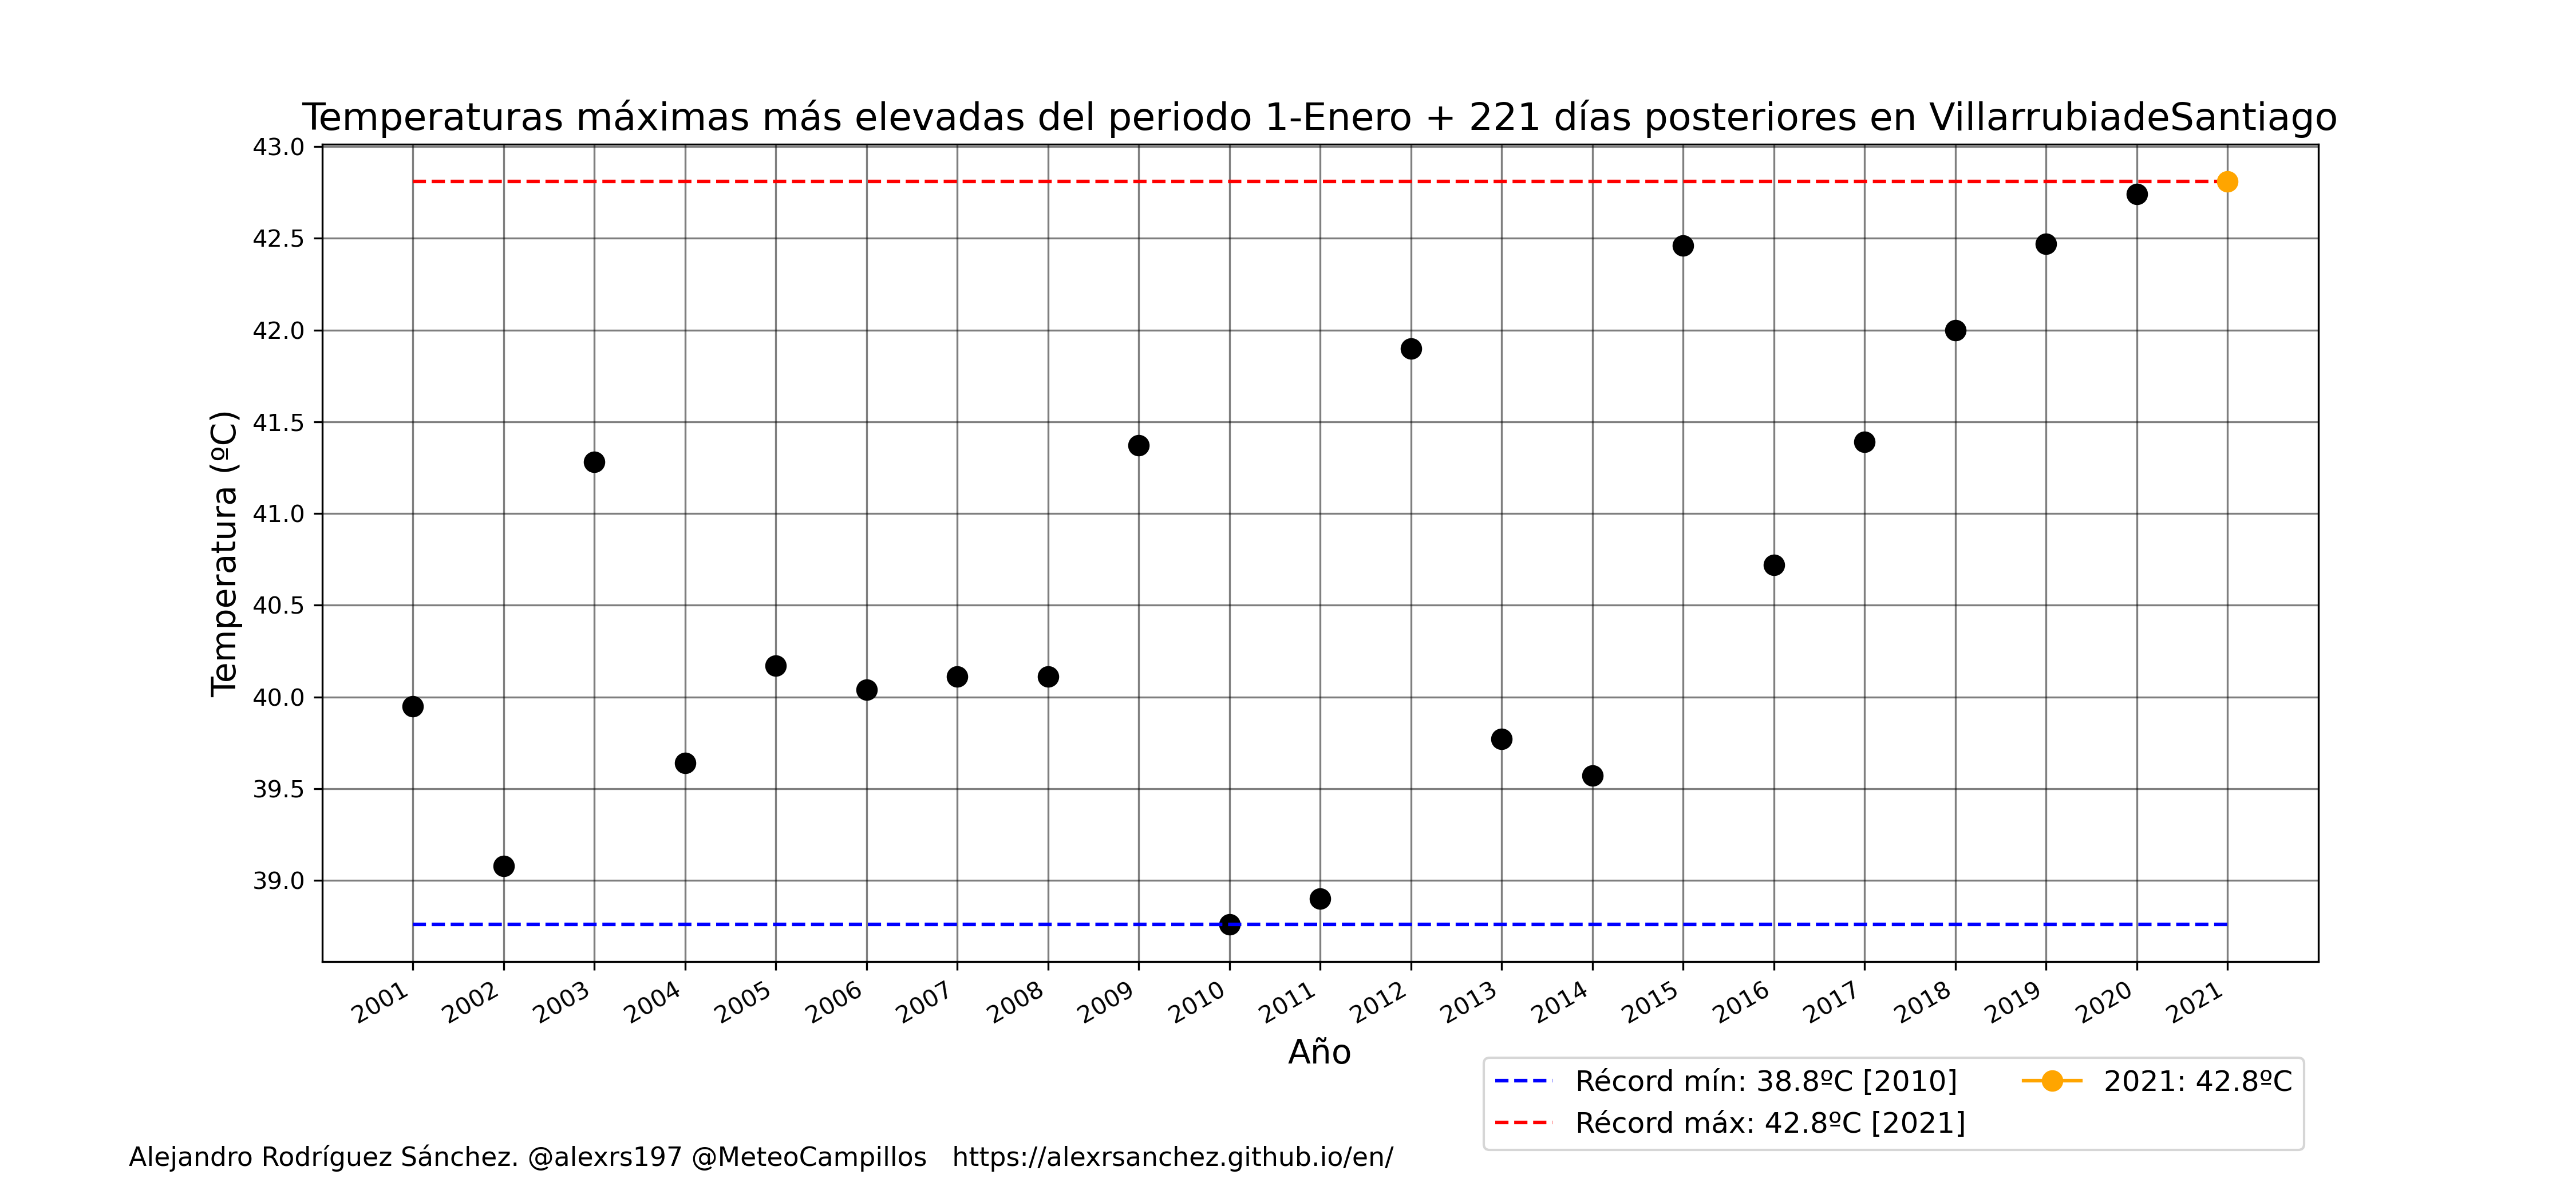 Temperaturas máximas más elevadas del periodo 1-Enero + 221 días posteriores en VillarrubiadeSantiago
43.0
42.5
42.0
41.5
41.0
40.5
40.0
39.5
39.0
Temperatura (ºC)
2001 2002 2003 2004 2005 2006 2007 2008 2009 2010 2011 2012 2013 2014 2015 2016 2017 2018 2019 2020 2021
Año
Récord mín: 38.8ºC [2010]
Récord máx: 42.8ºC [2021]
2021: 42.8ºC
Alejandro Rodríguez Sánchez. @alexrs197 @MeteoCampillos https://alexrsanchez.github.io/en/